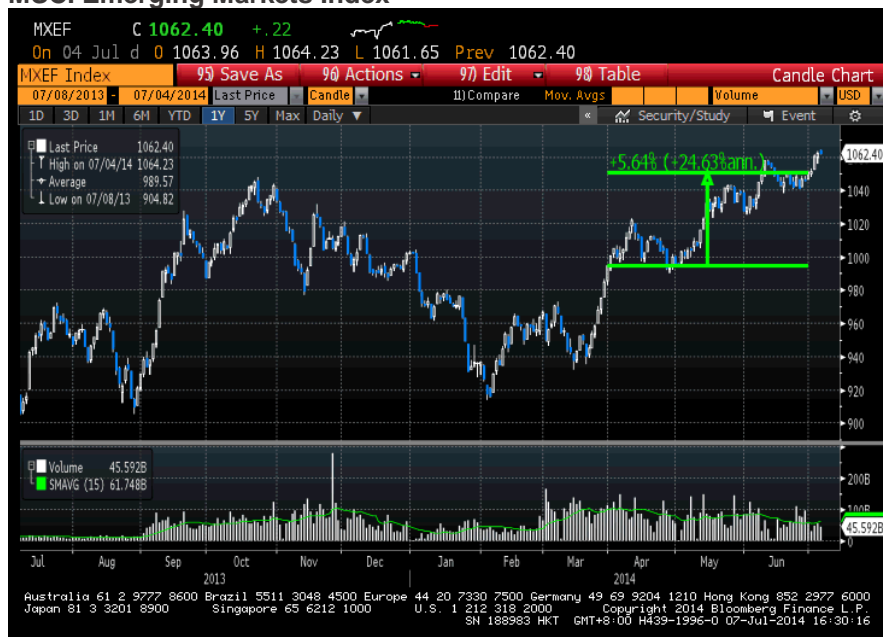 MSCI Emerging Markets Index
MXEF C 1062.40 +.22
On 04 Jul d O 1063.96 H 1064.23 L 1061.65 Prev 1062.40
MXEF Index 95) Save As 96) Actions 97) Edit 98) Table Candle Chart
07/08/2013 - 07/04/2014 Last Price Candle 11) Compare Mov. Avgs Volume USD
1D 3D 1M 6M YTD 1Y 5Y Max Daily ▼ « Security/Study Event
Last Price 1062.40
High on 07/04/14 1064.23
Average 989.57
Low on 07/08/13 904.82
+5.64% (+24.63%ann.)
1062.40
1040
1020
1000
980
960
940
920
900
Volume 45.592B
SMAVG (15) 61.748B
200B
100B
45.592B
0
Jul Aug Sep Oct Nov Dec Jan Feb Mar Apr May Jun
2013 2014
Australia 61 2 9777 8600 Brazil 5511 3048 4500 Europe 44 20 7330 7500 Germany 49 69 9204 1210 Hong Kong 852 2977 6000
Japan 81 3 3201 8900 Singapore 65 6212 1000 U.S. 1 212 318 2000 Copyright 2014 Bloomberg Finance L.P.
SN 188983 HKT GMT+8:00 H439-1996-0 07-Jul-2014 16:30:16